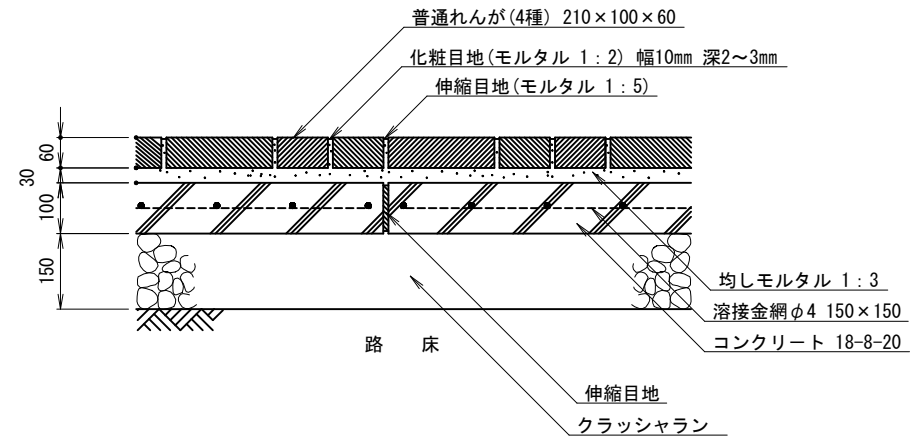 普通れんが(4種) 210×100×60
化粧目地(モルタル 1:2) 幅10mm 深2~3mm
伸縮目地(モルタル 1:5)
60
30
100
150
均しモルタル 1:3
溶接金網φ4 150×150
コンクリート 18-8-20
路 床
伸縮目地
クラッシャラン